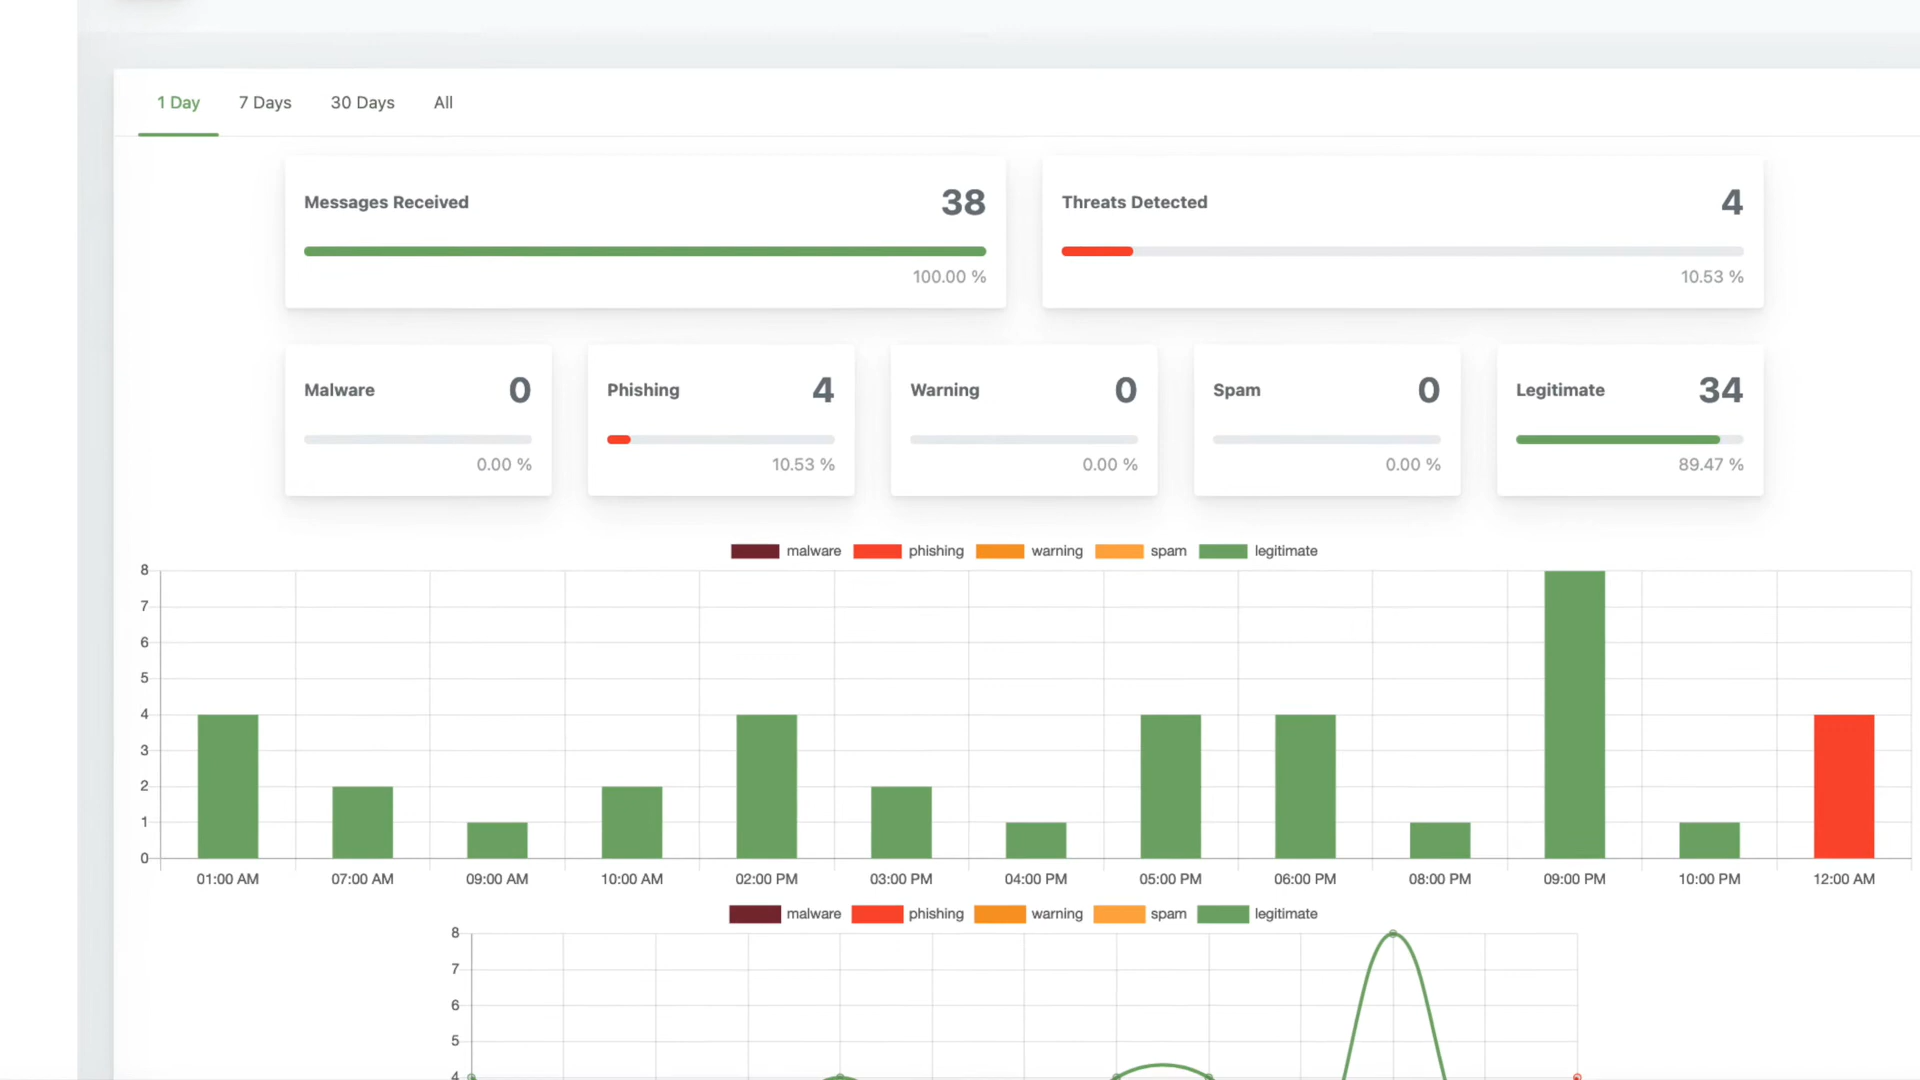 1 Day 7 Days 30 Days All
Messages Received 38
100.00 %
Threats Detected 4
10.53 %
Malware 0
0.00 %
Phishing 4
10.53 %
Warning 0
0.00 %
Spam 0
0.00 %
Legitimate 34
89.47 %
malware phishing warning spam legitimate
8
7
6
5
4
3
2
1
0
01:00 AM 07:00 AM 09:00 AM 10:00 AM 02:00 PM 03:00 PM 04:00 PM 05:00 PM 06:00 PM 08:00 PM 09:00 PM 10:00 PM 12:00 AM
malware phishing warning spam legitimate
8
7
6
5
4